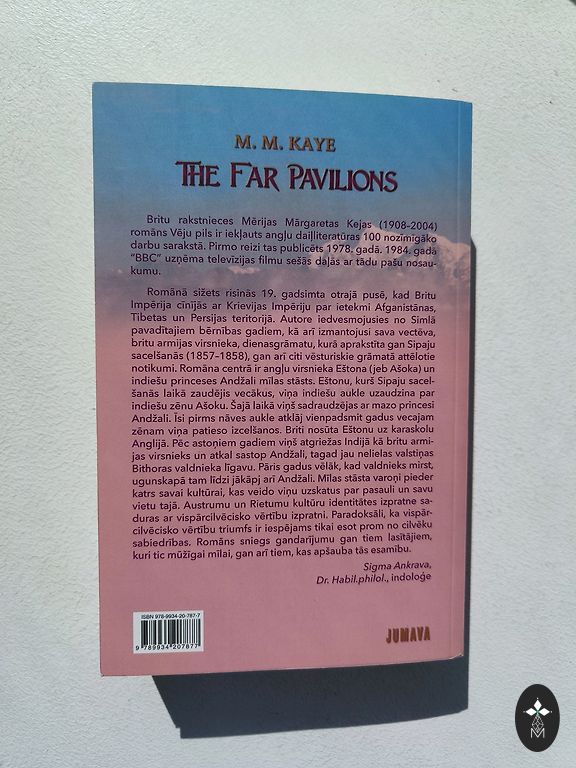 M. M. KAYE
THE FAR PAVILIONS
Britu rakstnieces Mērijas Mārgaretas Kejas (1908–2004)
romāns Vēju pils ir iekļauts angļu daiļliteratūras 100 nozīmīgāko
darbu sarakstā. Pirmo reizi tas publicēts 1978. gadā. 1984. gadā
"BBC" uzņēma televīzijas filmu sešās daļās ar tādu pašu nosau-
kumu.
Romānā sižets risinās 19. gadsimta otrajā pusē, kad Britu
Impērija cīnījās ar Krievijas Impēriju par ietekmi Afganistānas,
Tibetas un Persijas teritorijā. Autore iedvesmojusies no Simlā
pavadītajiem bērnības gadiem, kā arī izmantojusi sava vectēva,
britu armijas virsnieka, dienasgrāmatu, kurā aprakstīta gan Sipaju
sacelšanās (1857–1858), gan arī citi vēsturiskie grāmatā attēlotie
notikumi. Romāna centrā ir angļu virsnieka Eštona (jeb Ašoka) un
indiešu princeses Andžali mīlas stāsts. Eštonu, kurš Sipaju sacel-
šanās laikā zaudējis vecākus, viņa indiešu aukle uzaudzina par
indiešu zēnu Ašoku. Šajā laikā viņš sadraudzējas ar mazo princesi
Andžali. Īsi pirms nāves aukle atklāj vienpadsmit gadus vecajam
zēnam viņa patieso izcelšanos. Briti nosūta Eštonu uz karaskolu
Anglijā. Pēc astoņiem gadiem viņš atgriežas Indijā kā britu armi-
jas virsnieks un atkal sastop Andžali, tagad jau nelielas valstiņas
Bithoras valdnieka līgavu. Pāris gadus vēlāk, kad valdnieks mirst,
ugunskapā tam līdzi jākāpj arī Andžali. Mīlas stāsta varoņi pieder
katrs savai kultūrai, kas veido viņu uzskatus par pasauli un savu
vietu tajā. Austrumu un Rietumu kultūru identitātes izpratne sa-
duras ar vispārcilvēcisko vērtību izpratni. Paradoksāli, ka vispār-
cilvēcisko vērtību triumfs ir iespējams tikai esot prom no cilvēku
sabiedrības. Romāns sniegs gandarījumu gan tiem lasītājiem,
kuri tic mūžīgai mīlai, gan arī tiem, kas apšauba tās esamību.
Sigma Ankrava,
Dr. Habil.philol., indoloģe
ISBN 978-9934-20-787-7
9 789934 207877
JUMAVA
M